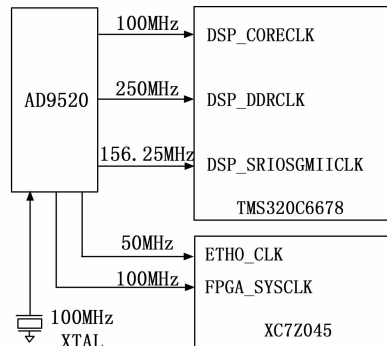 100MHz
DSP_CORECLK
AD9520
250MHz
DSP_DDRCLK
156.25MHz
DSP_SRIOSGMIICLK
TMS320C6678
50MHz
ETHO_CLK
100MHz
FPGA_SYSCLK
100MHz
XTAL
XC7Z045